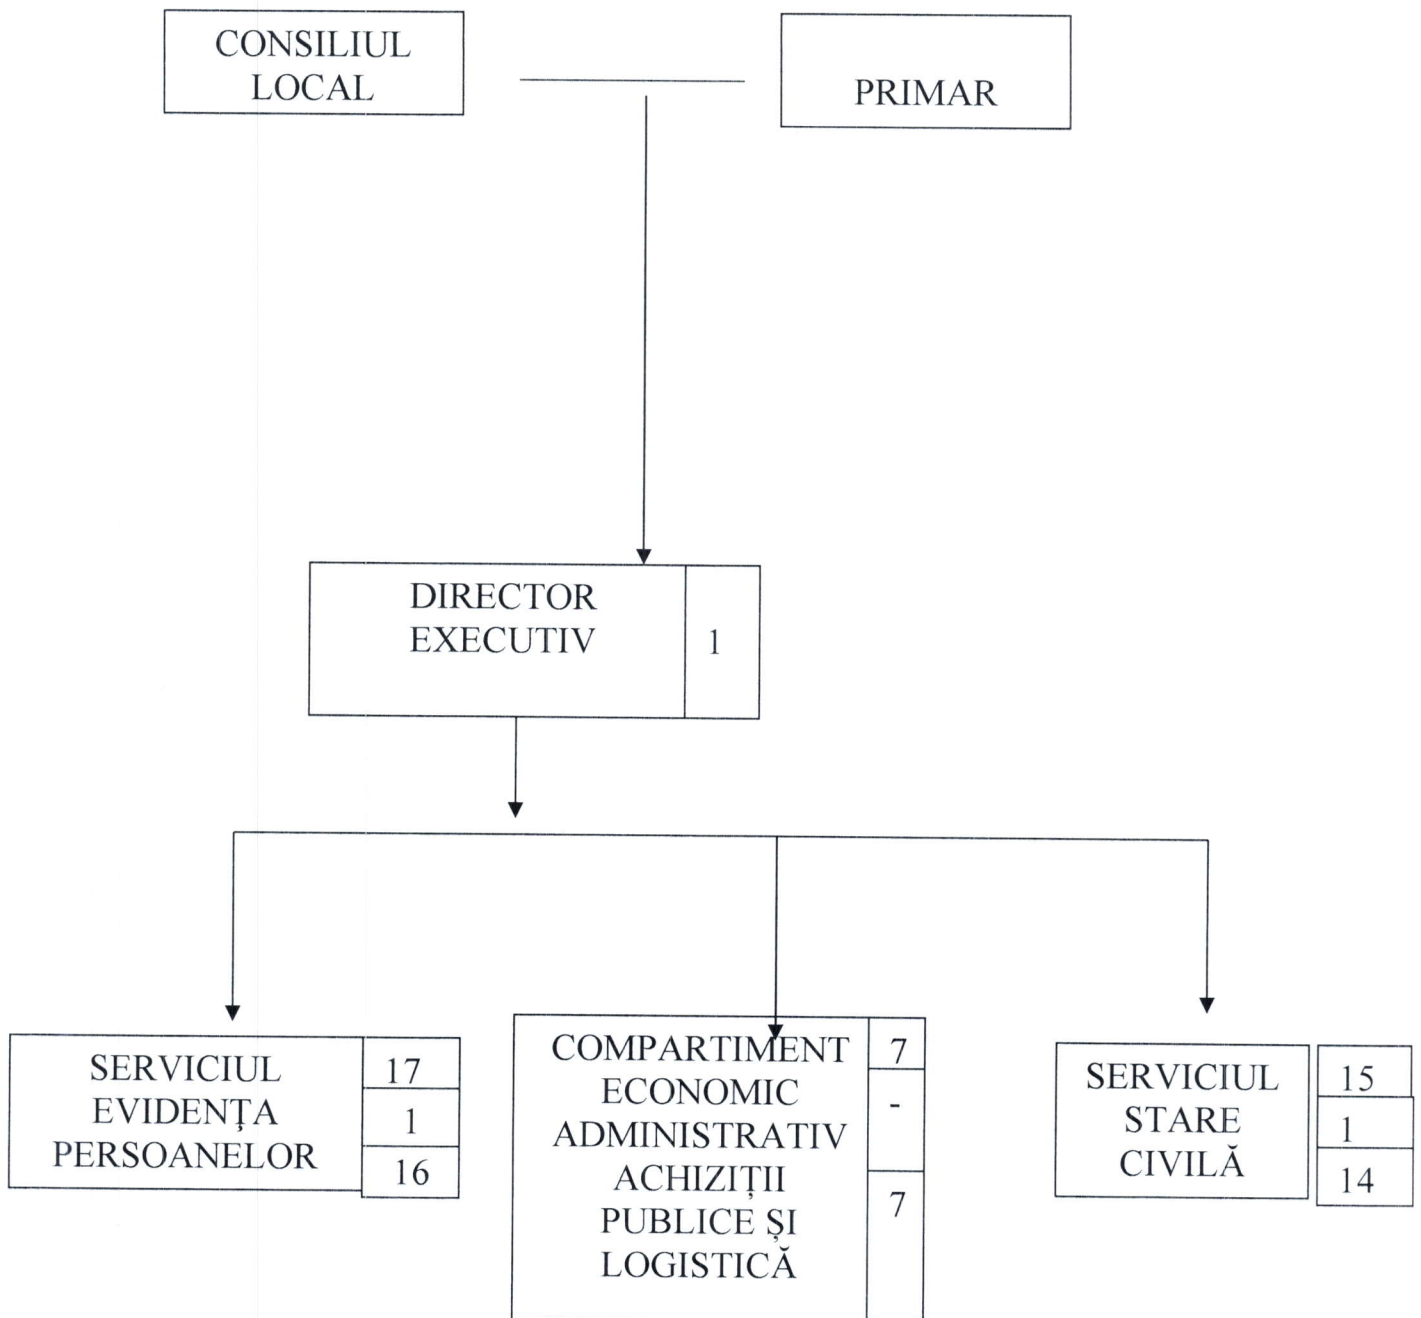 CONSILIUL
LOCAL
PRIMAR
DIRECTOR
EXECUTIV
1
SERVICIUL
EVIDENȚA
PERSOANELOR
17
1
16
COMPARTIMENT
ECONOMIC
ADMINISTRATIV
ACHIZIȚII
PUBLICE ȘI
LOGISTICĂ
7
-
7
SERVICIUL
STARE
CIVILĂ
15
1
14